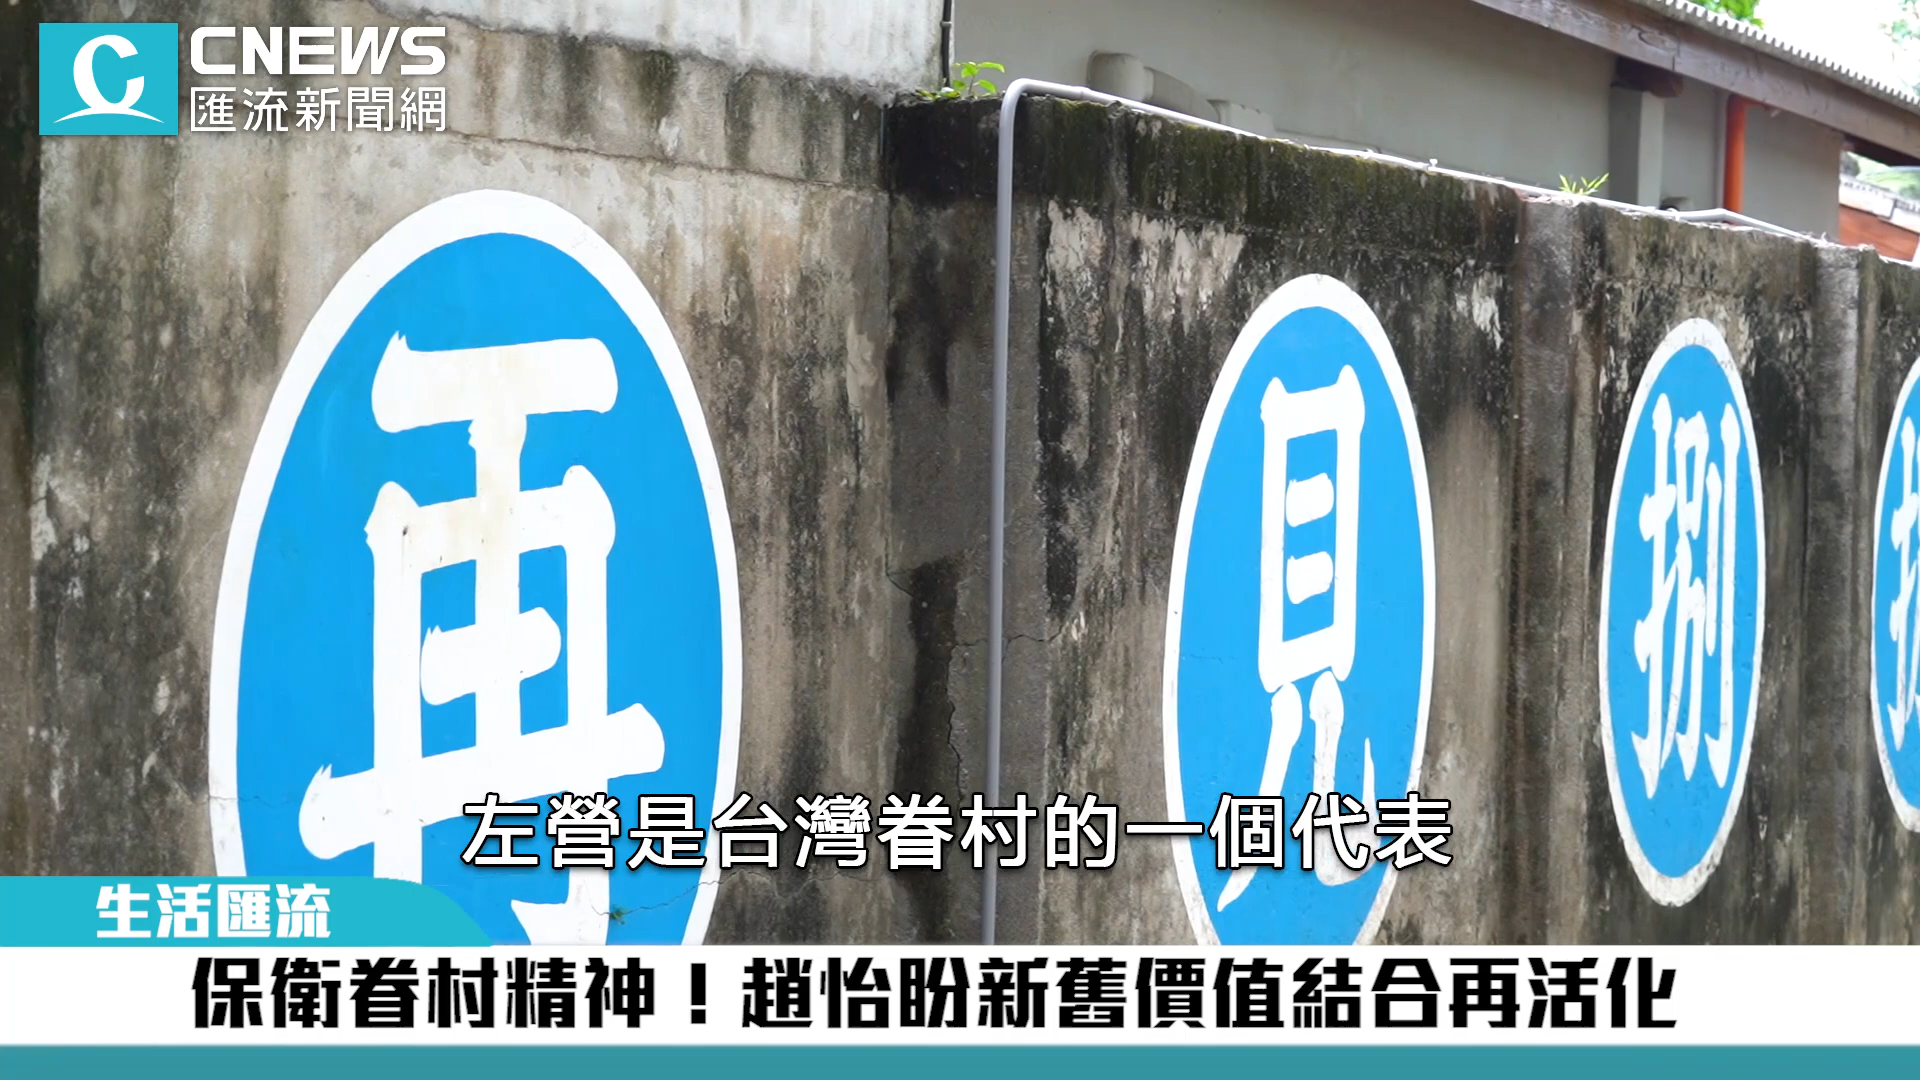 CNEWS
匯流新聞網
再見捌
左營是台灣眷村的一個代表
生活匯流
保衛眷村精神！趙怡盼新舊價值結合再活化